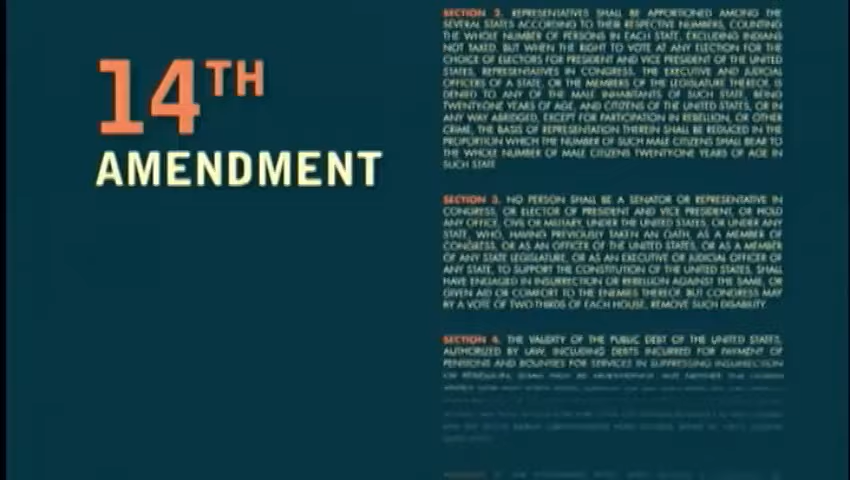 14TH
AMENDMENT
SECTION 2. REPRESENTATIVES SHALL BE APPORTIONED AMONG THE
SEVERAL STATES ACCORDING TO THEIR RESPECTIVE NUMBERS, COUNTING
THE WHOLE NUMBER OF PERSONS IN EACH STATE, EXCLUDING INDIANS
NOT TAXED. BUT WHEN THE RIGHT TO VOTE AT ANY ELECTION FOR THE
CHOICE OF ELECTORS FOR PRESIDENT AND VICE PRESIDENT OF THE UNITED
STATES, REPRESENTATIVES IN CONGRESS, THE EXECUTIVE AND JUDICIAL
OFFICERS OF A STATE, OR THE MEMBERS OF THE LEGISLATURE THEREOF, IS
DENIED TO ANY OF THE MALE INHABITANTS OF SUCH STATE, BEING
TWENTYONE YEARS OF AGE, AND CITIZENS OF THE UNITED STATES, OR IN
ANY WAY ABRIDGED, EXCEPT FOR PARTICIPATION IN REBELLION, OR OTHER
CRIME, THE BASIS OF REPRESENTATION THEREIN SHALL BE REDUCED IN THE
PROPORTION WHICH THE NUMBER OF SUCH MALE CITIZENS SHALL BEAR TO
THE WHOLE NUMBER OF MALE CITIZENS TWENTYONE YEARS OF AGE IN
SUCH STATE
SECTION 3. NO PERSON SHALL BE A SENATOR OR REPRESENTATIVE IN
CONGRESS, OR ELECTOR OF PRESIDENT AND VICE PRESIDENT, OR HOLD
ANY OFFICE, CIVIL OR MILITARY, UNDER THE UNITED STATES, OR UNDER ANY
STATE, WHO, HAVING PREVIOUSLY TAKEN AN OATH, AS A MEMBER OF
CONGRESS, OR AS AN OFFICER OF THE UNITED STATES, OR AS A MEMBER
OF ANY STATE LEGISLATURE, OR AS AN EXECUTIVE OR JUDICIAL OFFICER OF
ANY STATE, TO SUPPORT THE CONSTITUTION OF THE UNITED STATES, SHALL
HAVE ENGAGED IN INSURRECTION OR REBELLION AGAINST THE SAME, OR
GIVEN AID OR COMFORT TO THE ENEMIES THEREOF. BUT CONGRESS MAY
BY A VOTE OF TWOTHIRDS OF EACH HOUSE, REMOVE SUCH DISABILITY.
SECTION 4. THE VALIDITY OF THE PUBLIC DEBT OF THE UNITED STATES,
AUTHORIZED BY LAW, INCLUDING DEBTS INCURRED FOR PAYMENT OF
PENSIONS AND BOUNTIES FOR SERVICES IN SUPPRESSING INSURRECTION